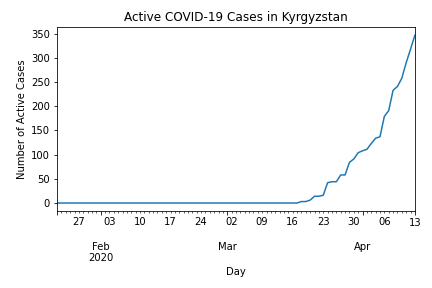 Active COVID-19 Cases in Kyrgyzstan
350
300
250
200
150
100
50
0
Number of Active Cases
27 03 10 17 24 02 09 16 23 30 06 13
Feb Mar Apr
2020
Day